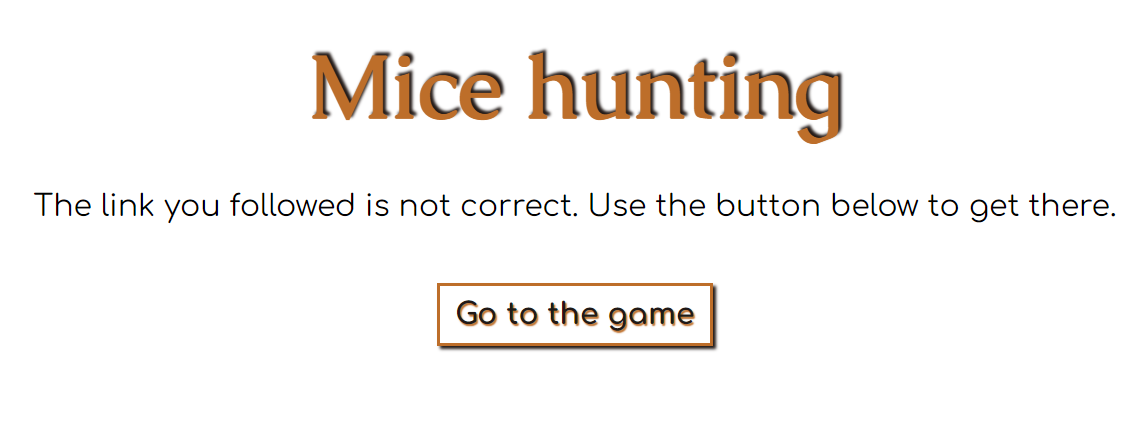 Mice hunting
The link you followed is not correct. Use the button below to get there.
Go to the game